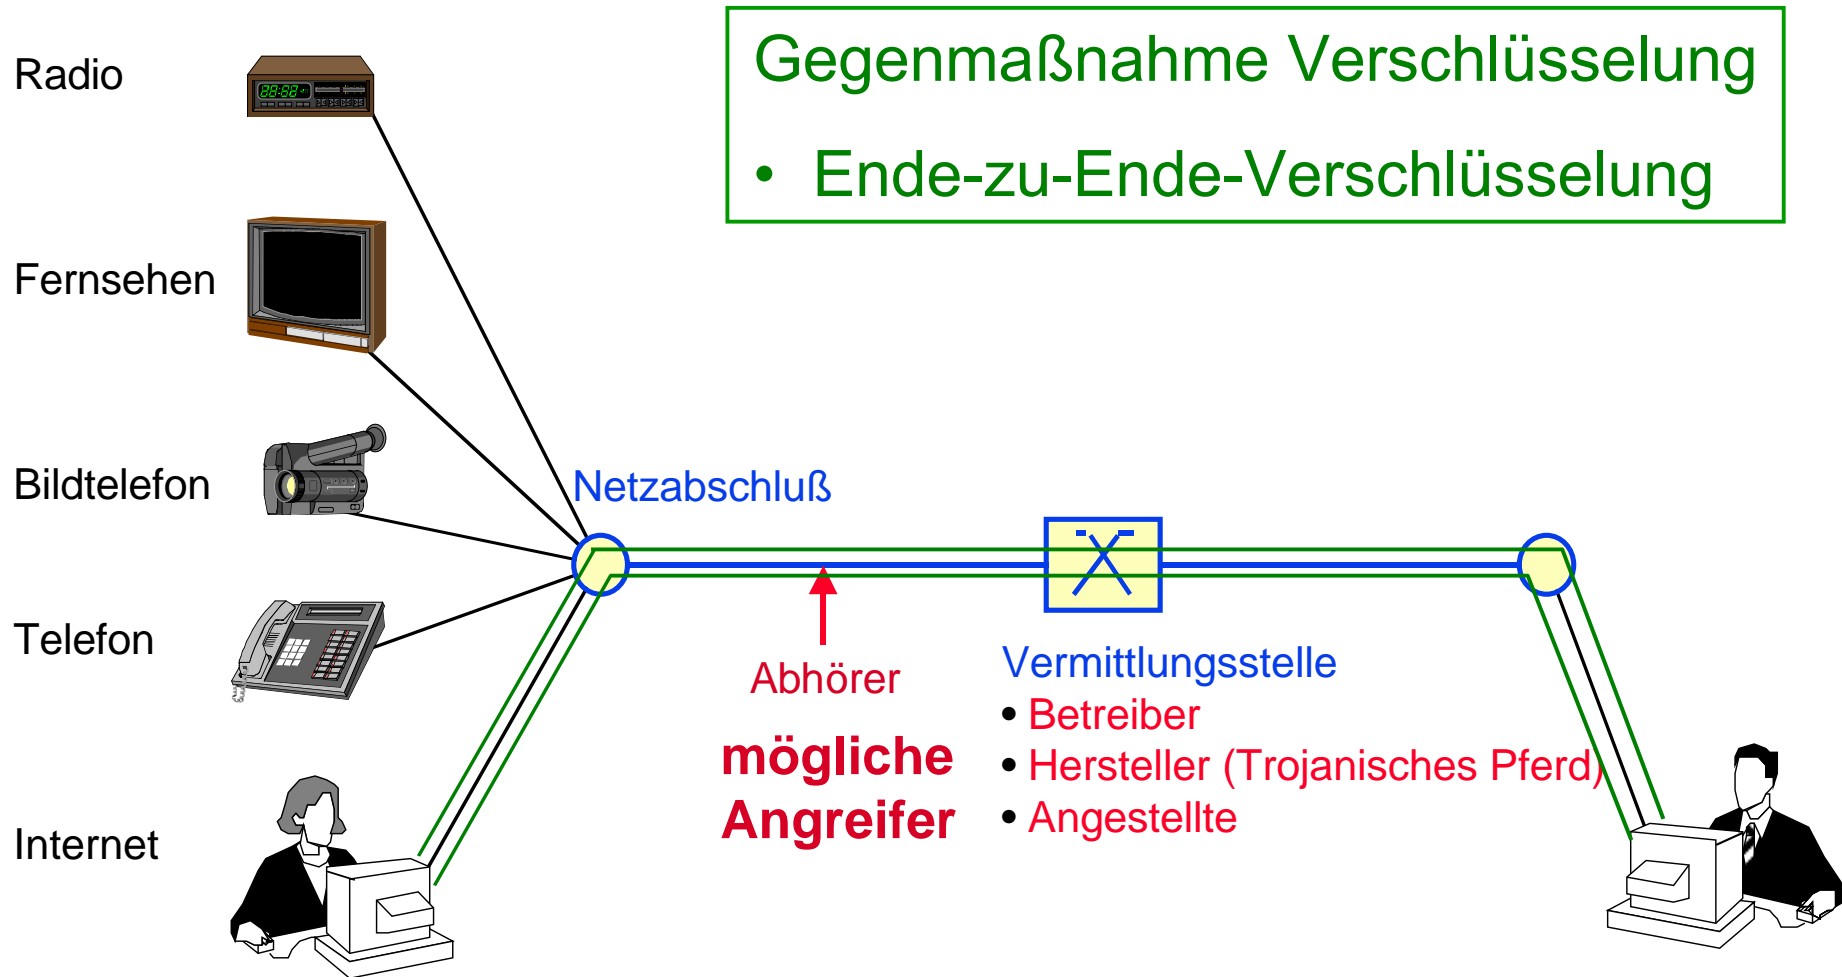 Gegenmaßnahme Verschlüsselung
• Ende-zu-Ende-Verschlüsselung
Radio
Fernsehen
Bildtelefon
Telefon
Internet
Netzabschluß
Abhörer
mögliche
Angreifer
Vermittlungsstelle
• Betreiber
• Hersteller (Trojanisches Pferd)
• Angestellte